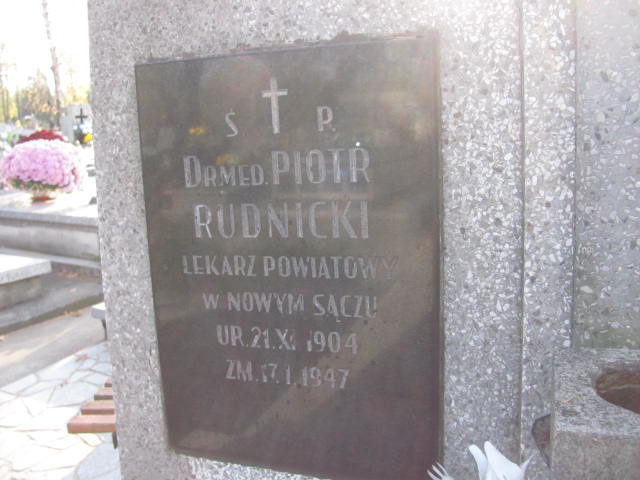 Ś P.
DR.MED. PIOTR
RUDNICKI
LEKARZ POWIATOWY
W NOWYM SĄCZU
UR. 21.XI 1904
ZM. 17.I.1947